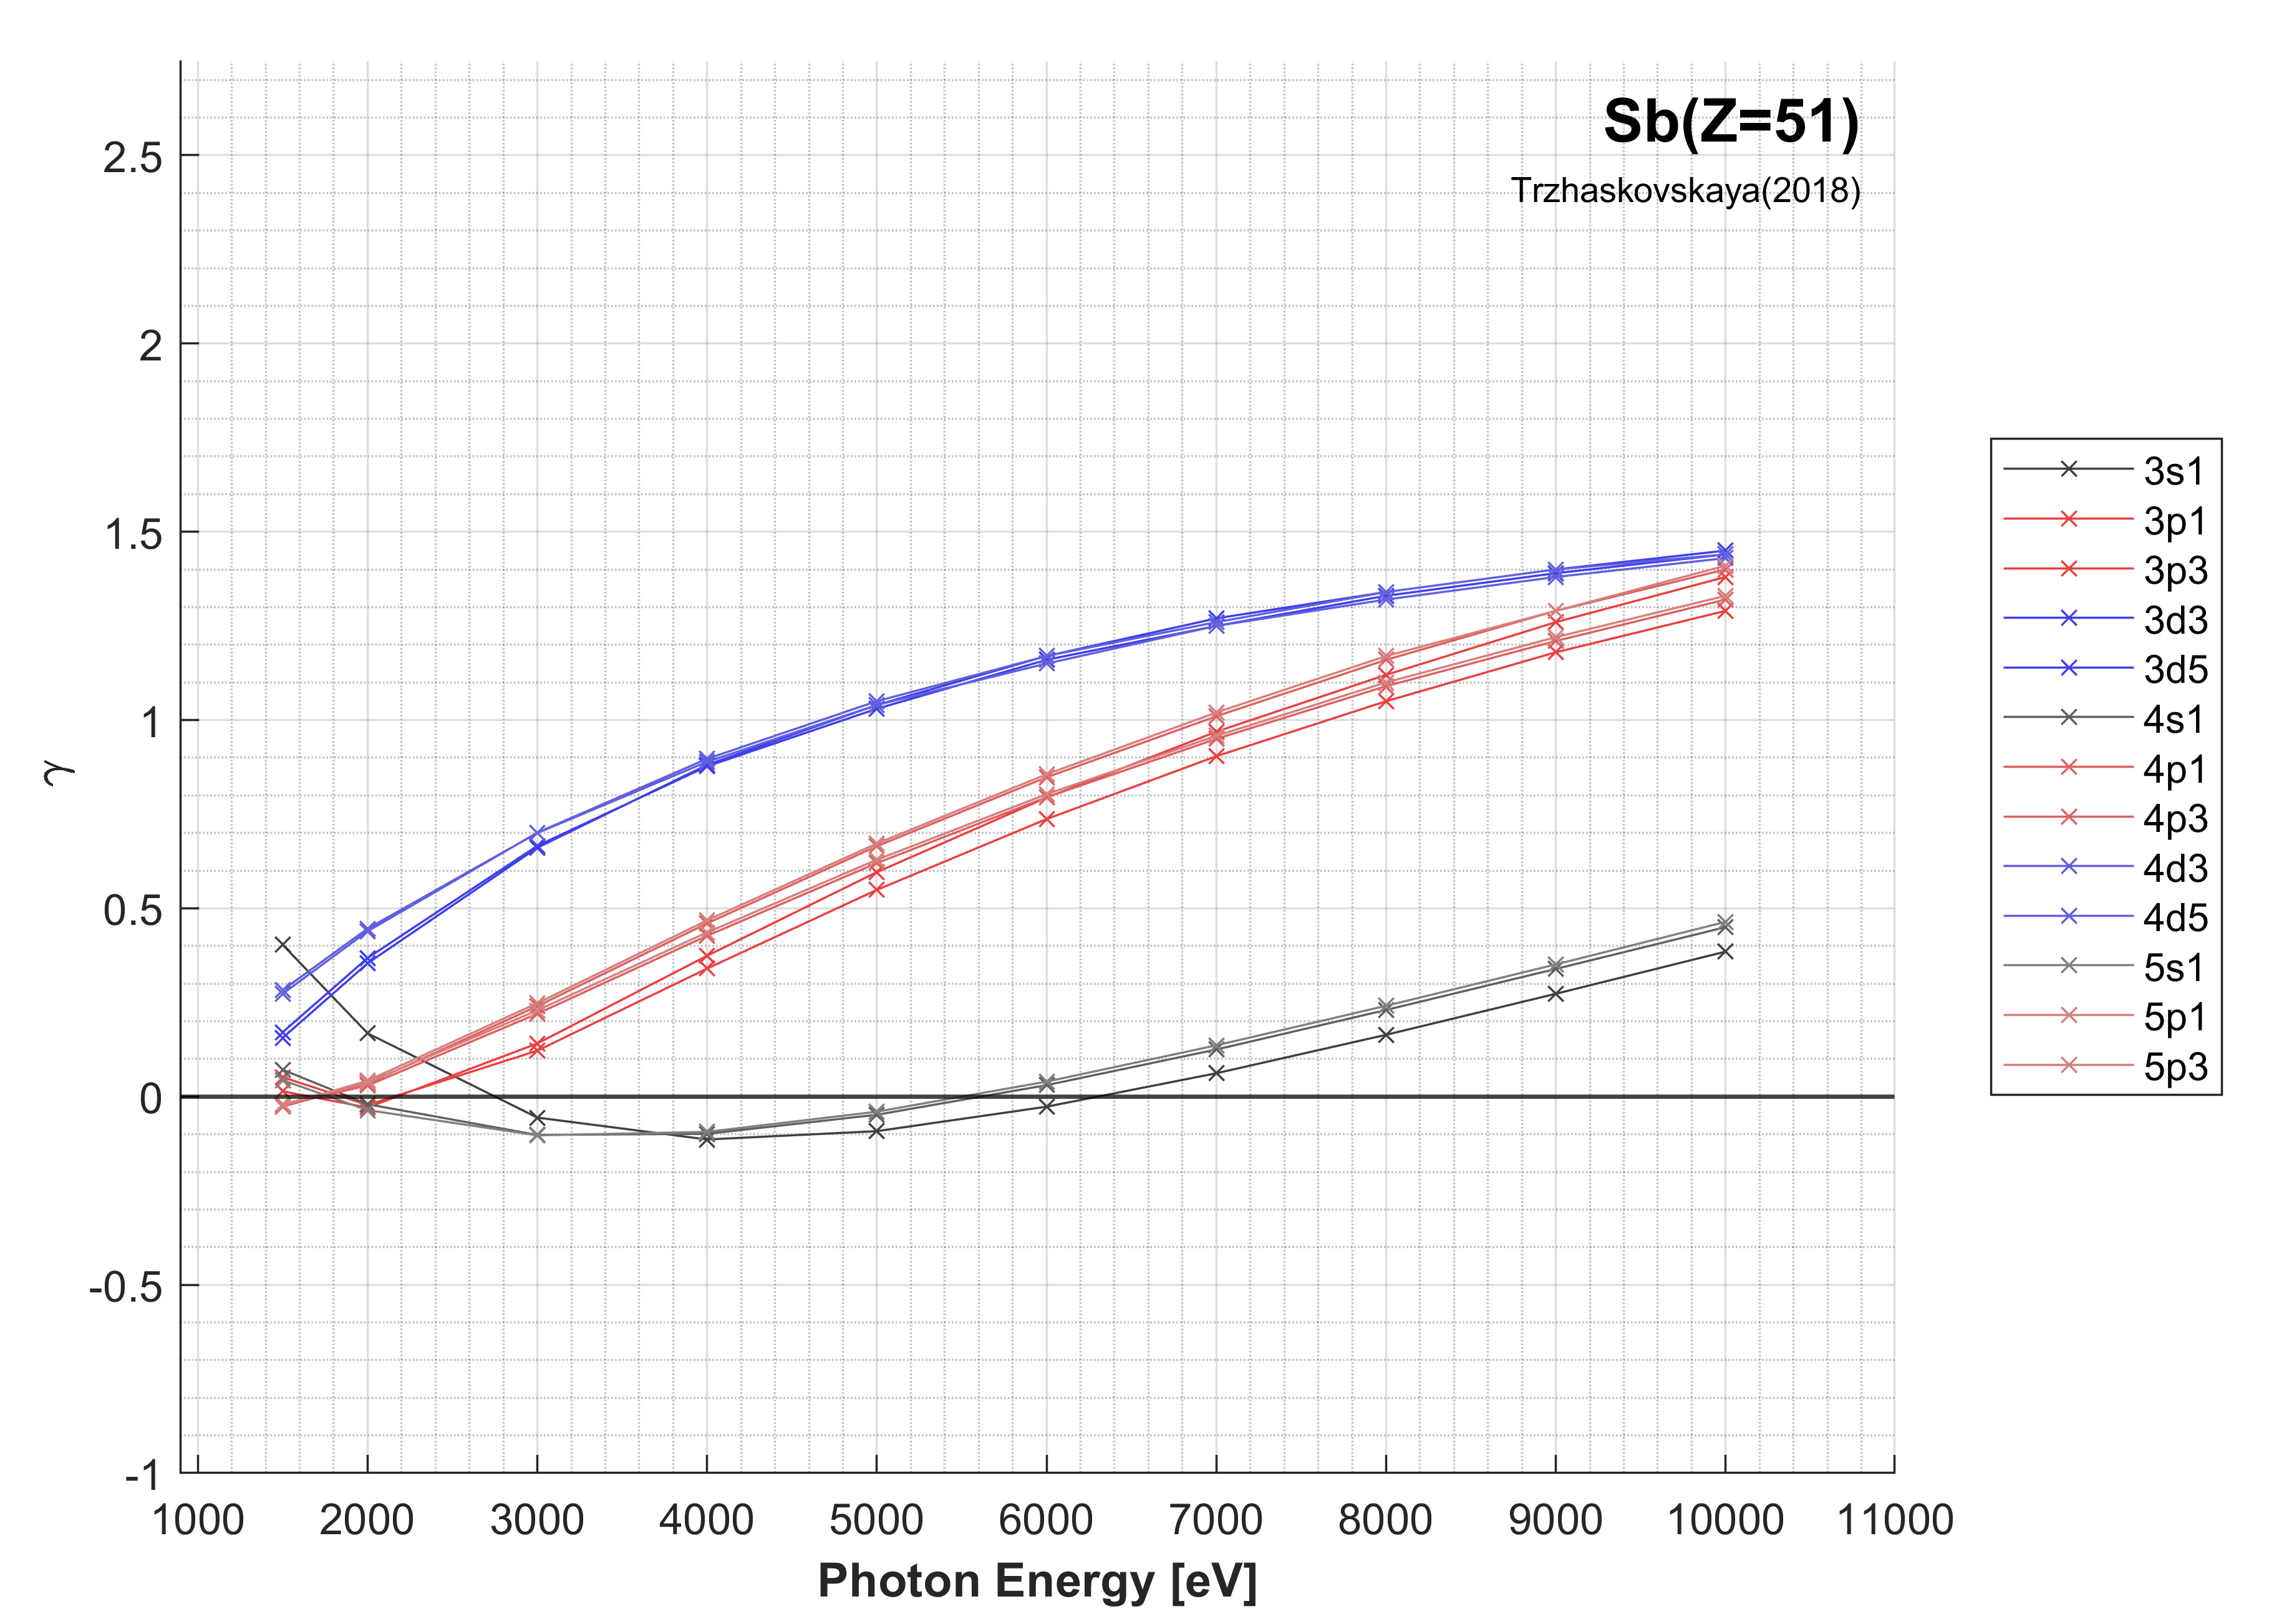 Sb(Z=51)
Trzhaskovskaya(2018)
2.5
2
1.5
1
0.5
0
-0.5
-1
γ
1000 2000 3000 4000 5000 6000 7000 8000 9000 10000 11000
Photon Energy [eV]
3s1
3p1
3p3
3d3
3d5
4s1
4p1
4p3
4d3
4d5
5s1
5p1
5p3